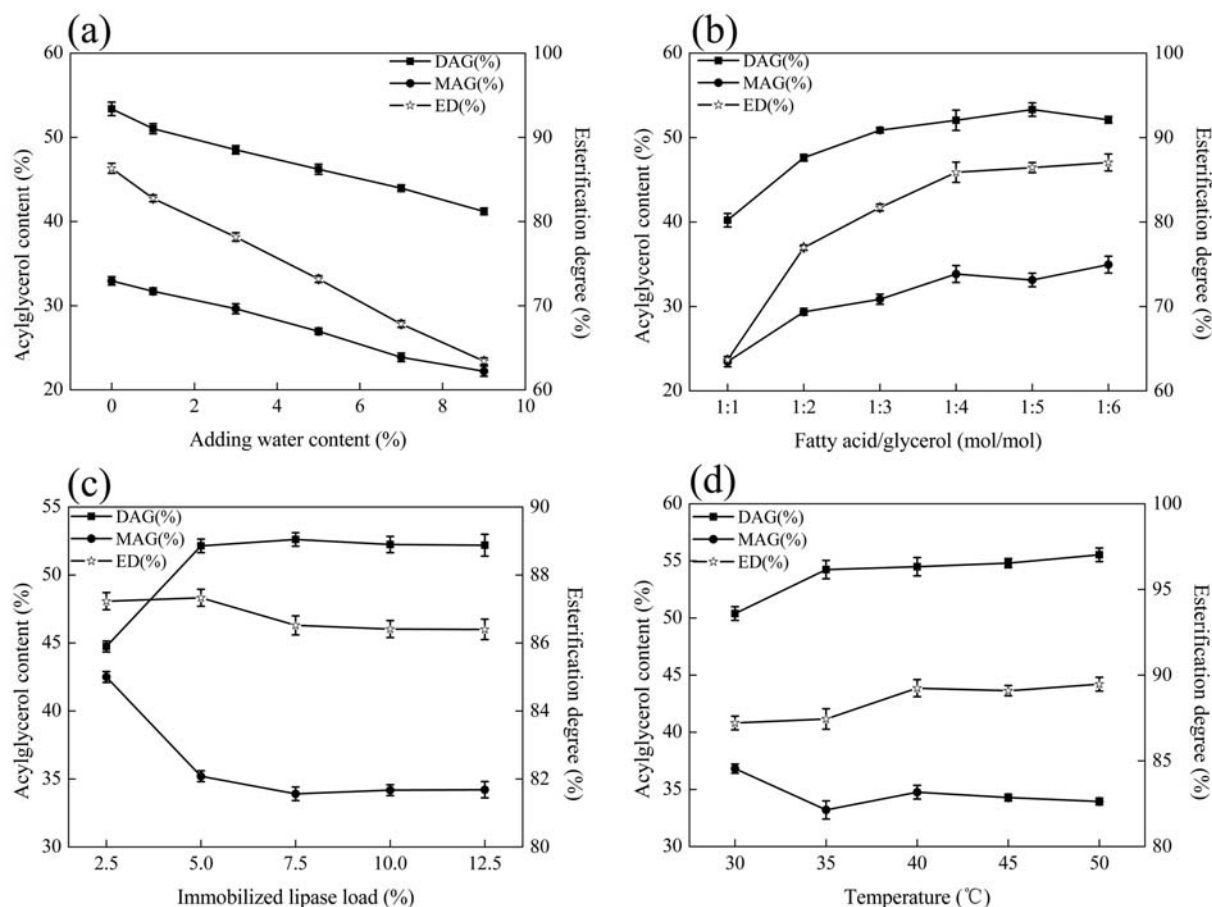 (a)
60
50
40
30
20
Acylglycerol content (%)
DAG(%)
MAG(%)
ED(%)
100
90
80
70
60
Esterification degree (%)
0 2 4 6 8 10
Adding water content (%)
(b)
60
50
40
30
20
Acylglycerol content (%)
DAG(%)
MAG(%)
ED(%)
100
90
80
70
60
Esterification degree (%)
1:1 1:2 1:3 1:4 1:5 1:6
Fatty acid/glycerol (mol/mol)
(c)
55
50
45
40
35
30
Acylglycerol content (%)
DAG(%)
MAG(%)
ED(%)
90
88
86
84
82
80
Esterification degree (%)
2.5 5.0 7.5 10.0 12.5
Immobilized lipase load (%)
(d)
60
55
50
45
40
35
30
Acylglycerol content (%)
DAG(%)
MAG(%)
ED(%)
100
95
90
85
80
Esterification degree (%)
30 35 40 45 50
Temperature (℃)